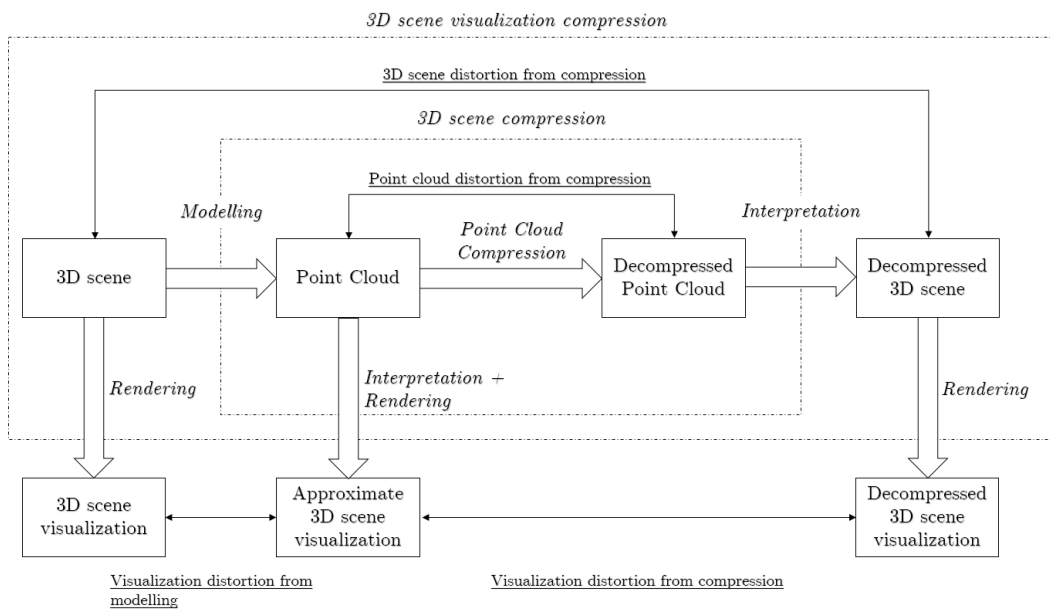 3D scene visualization compression
3D scene distortion from compression
3D scene compression
Point cloud distortion from compression
Modelling
Point Cloud
Compression
Interpretation
3D scene
Point Cloud
Decompressed
Point Cloud
Decompressed
3D scene
Rendering
Interpretation +
Rendering
Rendering
3D scene
visualization
Approximate
3D scene
visualization
Decompressed
3D scene
visualization
Visualization distortion from
modelling
Visualization distortion from compression